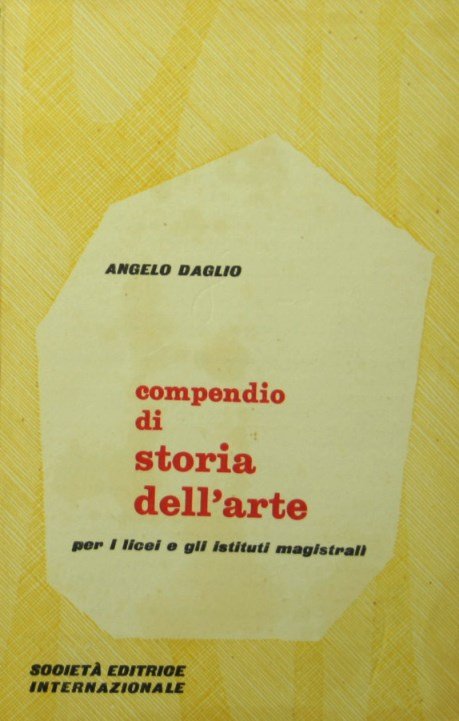 ANGELO DAGLIO
compendio
di
storia
dell'arte
per i licei e gli istituti magistrali
SOCIETÀ EDITRICE
INTERNAZIONALE